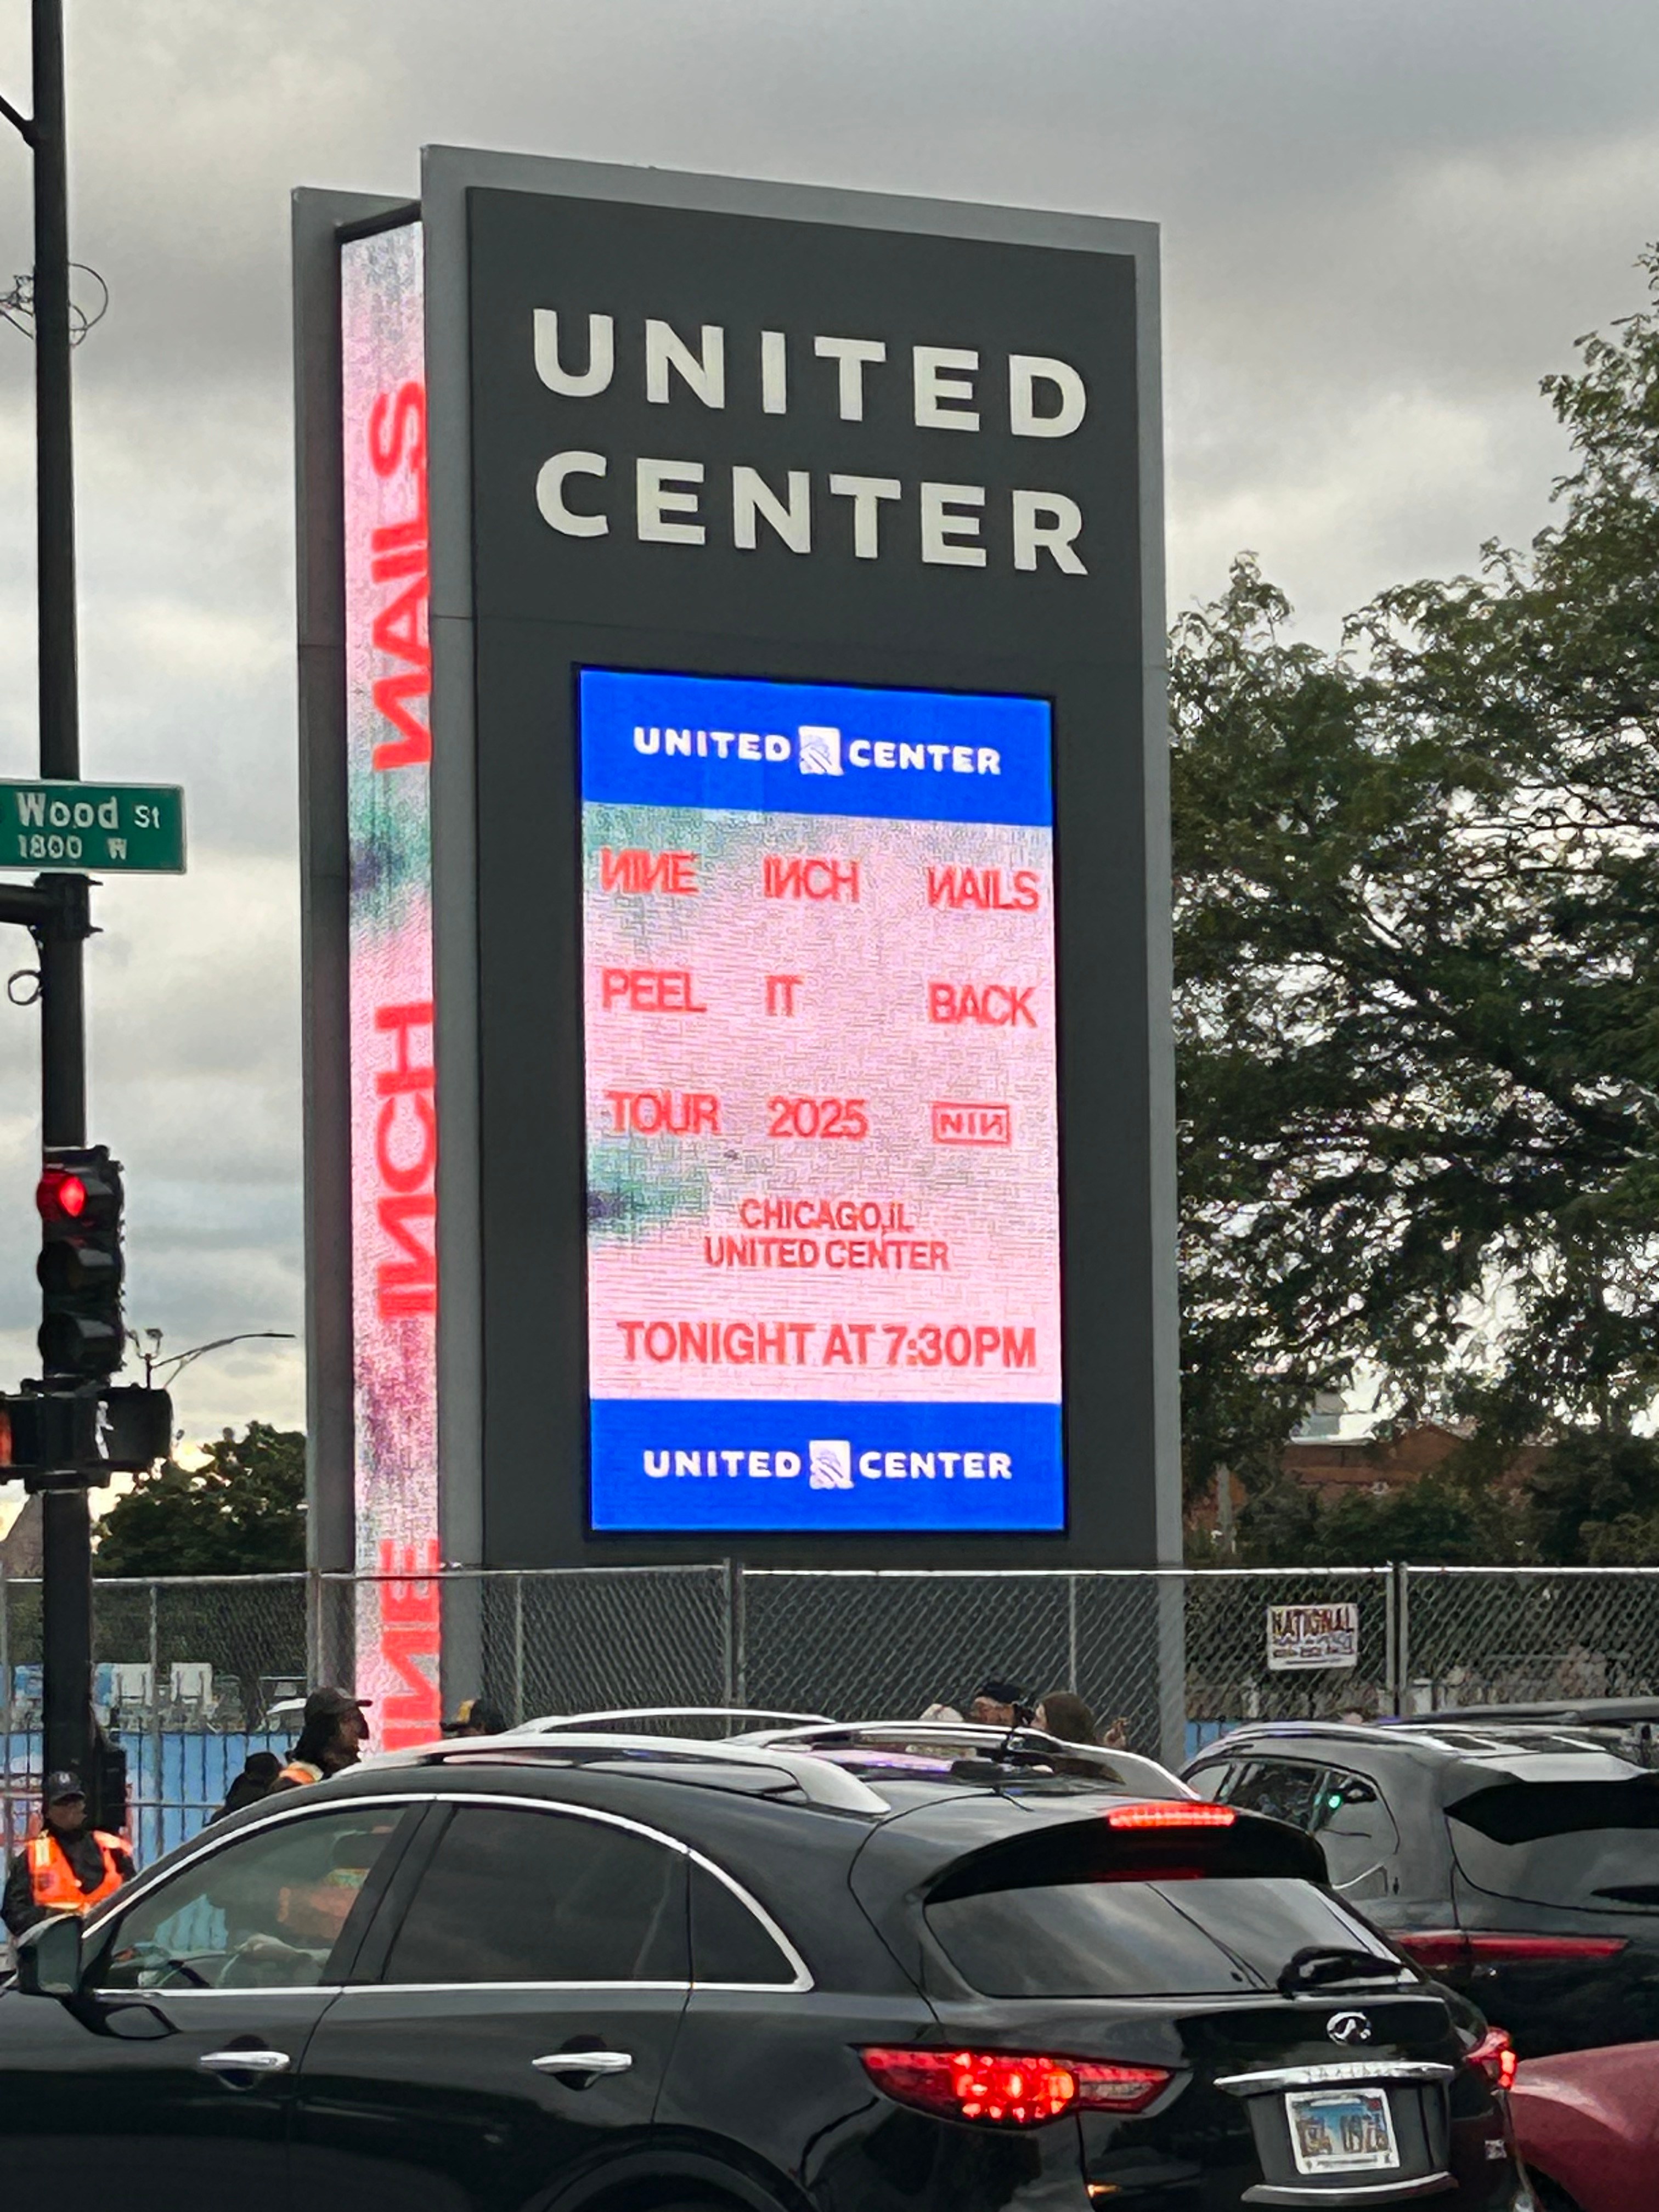 UNITED
CENTER
UNITED CENTER
NINE INCH NAILS
PEEL IT BACK
TOUR 2025 NIN
CHICAGO, IL
UNITED CENTER
TONIGHT AT 7:30PM
UNITED CENTER
NINE INCH NAILS
Wood St
1800 W
NATIONAL